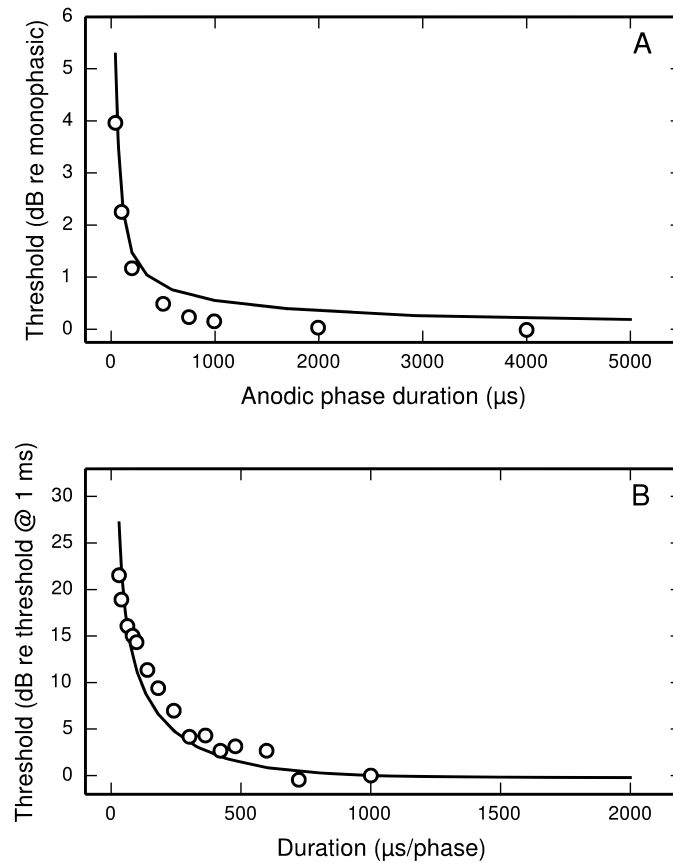 A
Threshold (dB re monophasic)
6
5
4
3
2
1
0
0 1000 2000 3000 4000 5000
Anodic phase duration (µs)
B
Threshold (dB re threshold @ 1 ms)
30
25
20
15
10
5
0
0 500 1000 1500 2000
Duration (µs/phase)